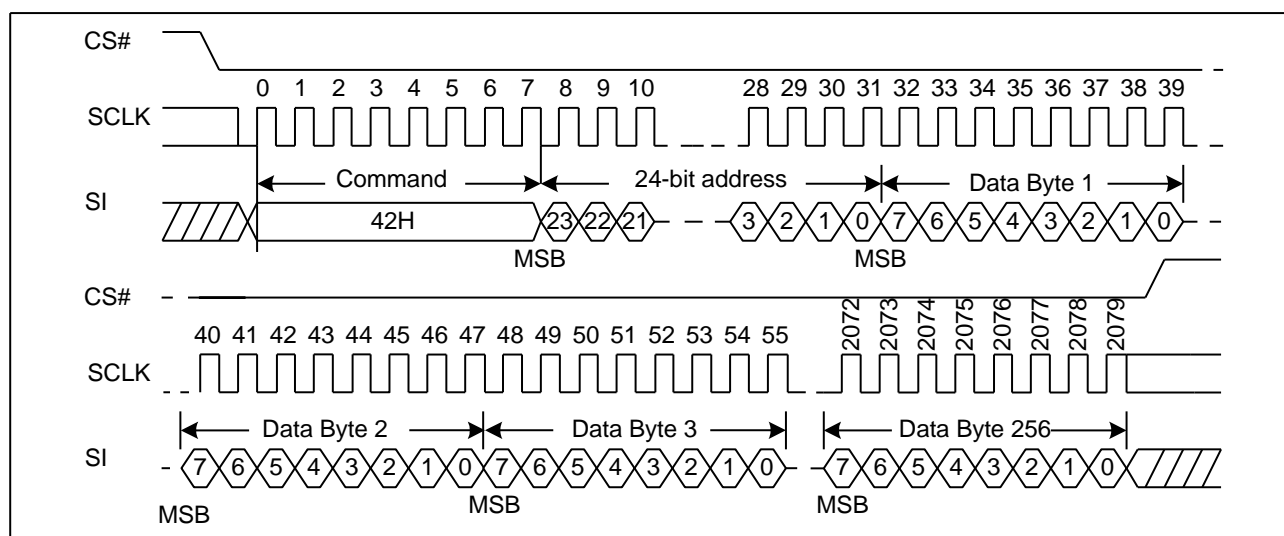 CS#
0 1 2 3 4 5 6 7 8 9 10 28 29 30 31 32 33 34 35 36 37 38 39
SCLK
Command 24-bit address Data Byte 1
SI
42H 23 22 21 3 2 1 0 7 6 5 4 3 2 1 0
MSB MSB
CS#
40 41 42 43 44 45 46 47 48 49 50 51 52 53 54 55 2072 2073 2074 2075 2076 2077 2078 2079
SCLK
Data Byte 2 Data Byte 3 Data Byte 256
SI
7 6 5 4 3 2 1 0 7 6 5 4 3 2 1 0 7 6 5 4 3 2 1 0
MSB MSB MSB